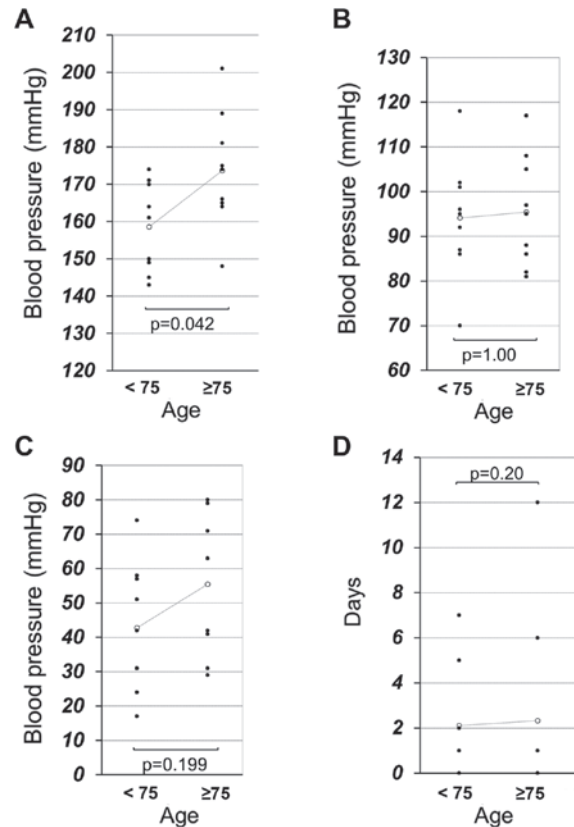 A
Blood pressure (mmHg)
210
200
190
180
170
160
150
140
130
120
p=0.042
< 75
≥75
Age
B
Blood pressure (mmHg)
130
120
110
100
90
80
70
60
p=1.00
< 75
≥75
Age
C
Blood pressure (mmHg)
90
80
70
60
50
40
30
20
10
0
p=0.199
< 75
≥75
Age
D
Days
14
12
10
8
6
4
2
0
p=0.20
< 75
≥75
Age